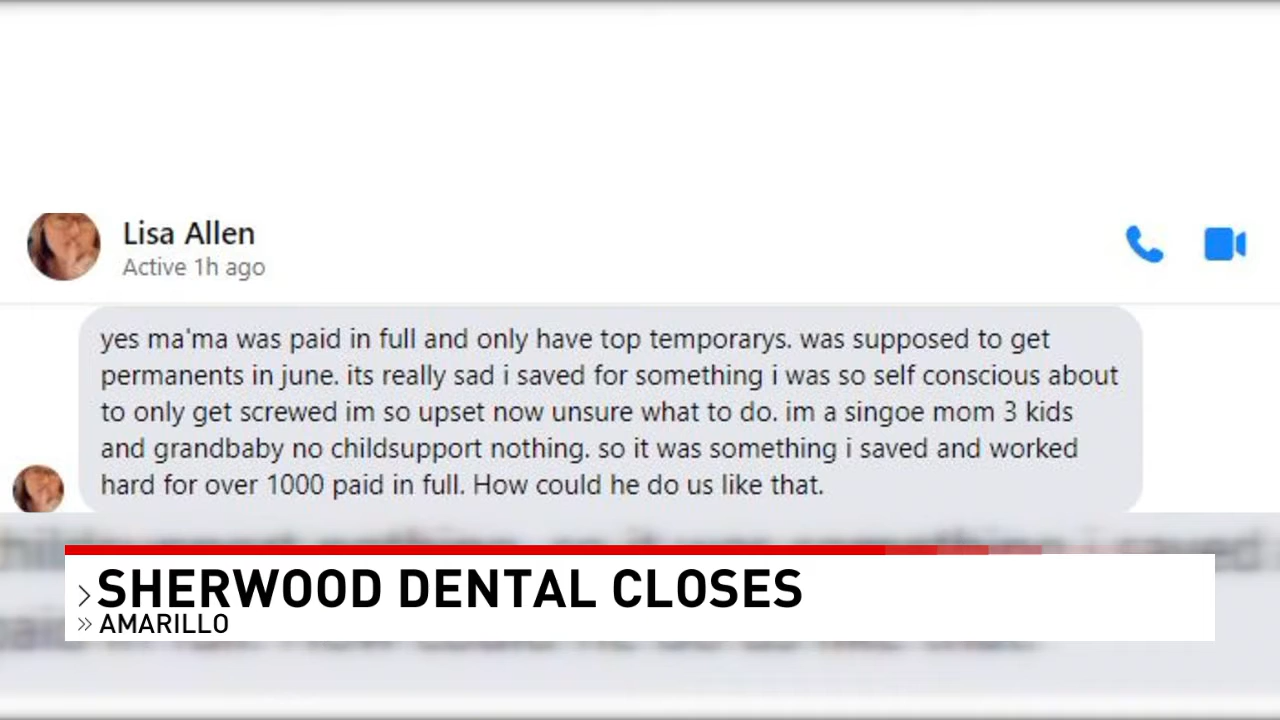 Lisa Allen
Active 1h ago
yes ma'ma was paid in full and only have top temporarys. was supposed to get
permanents in june. its really sad i saved for something i was so self conscious about
to only get screwed im so upset now unsure what to do. im a singoe mom 3 kids
and grandbaby no childsupport nothing. so it was something i saved and worked
hard for over 1000 paid in full. How could he do us like that.
SHERWOOD DENTAL CLOSES
AMARILLO